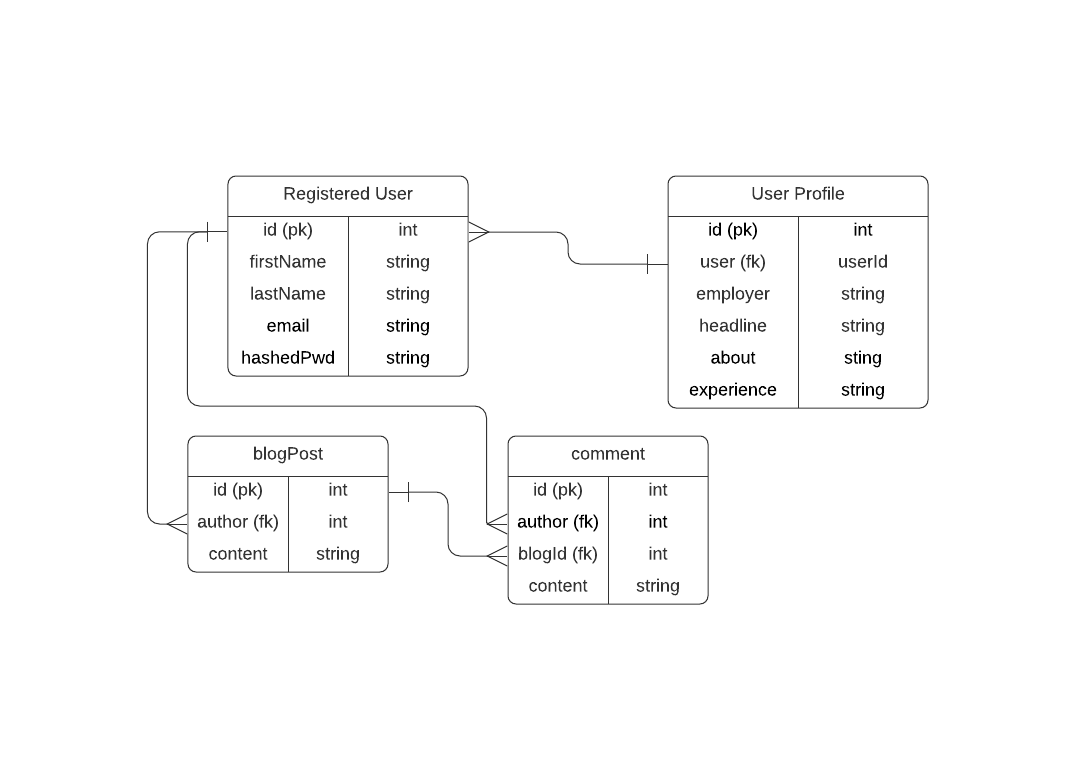 Registered User
id (pk) int
firstName string
lastName string
email string
hashedPwd string
User Profile
id (pk) int
user (fk) userId
employer string
headline string
about sting
experience string
blogPost
id (pk) int
author (fk) int
content string
comment
id (pk) int
author (fk) int
blogId (fk) int
content string